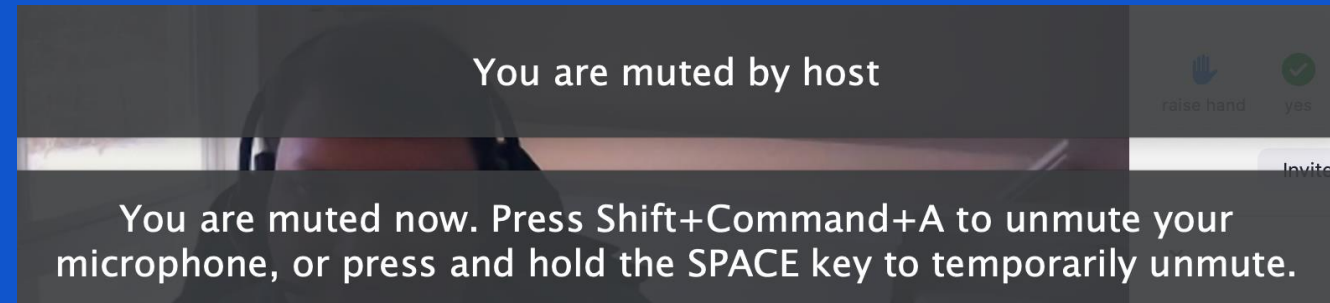 You are muted by host
raise hand yes
Invite
You are muted now. Press Shift+Command+A to unmute your
microphone, or press and hold the SPACE key to temporarily unmute.